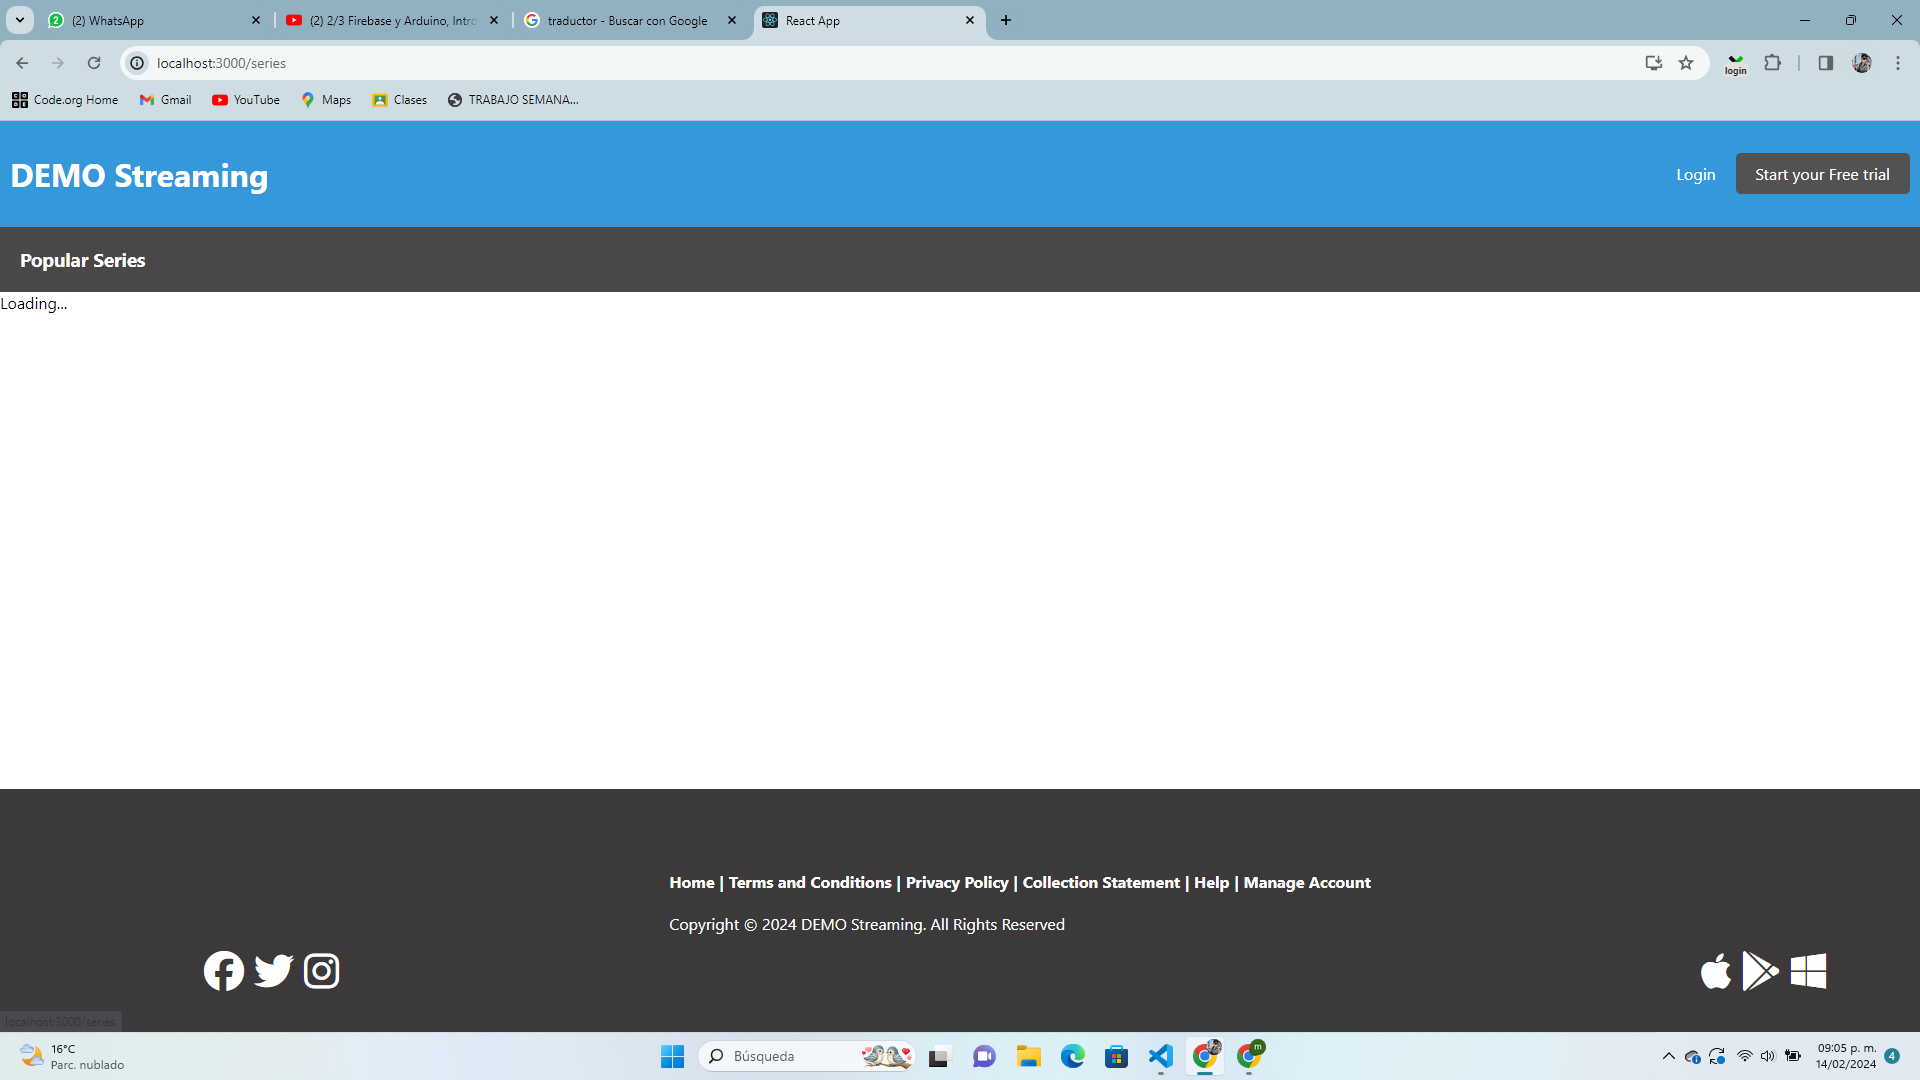 (2) WhatsApp
(2) 2/3 Firebase y Arduino, Intro
traductor - Buscar con Google
React App
localhost:3000/series
login
Code.org Home
Gmail
YouTube
Maps
Clases
TRABAJO SEMANA...
DEMO Streaming
Login
Start your Free trial
Popular Series
Loading...
Home | Terms and Conditions | Privacy Policy | Collection Statement | Help | Manage Account
Copyright © 2024 DEMO Streaming. All Rights Reserved
localhost:3000/series
16°C
Parc. nublado
Búsqueda
m
09:05 p. m.
14/02/2024
4